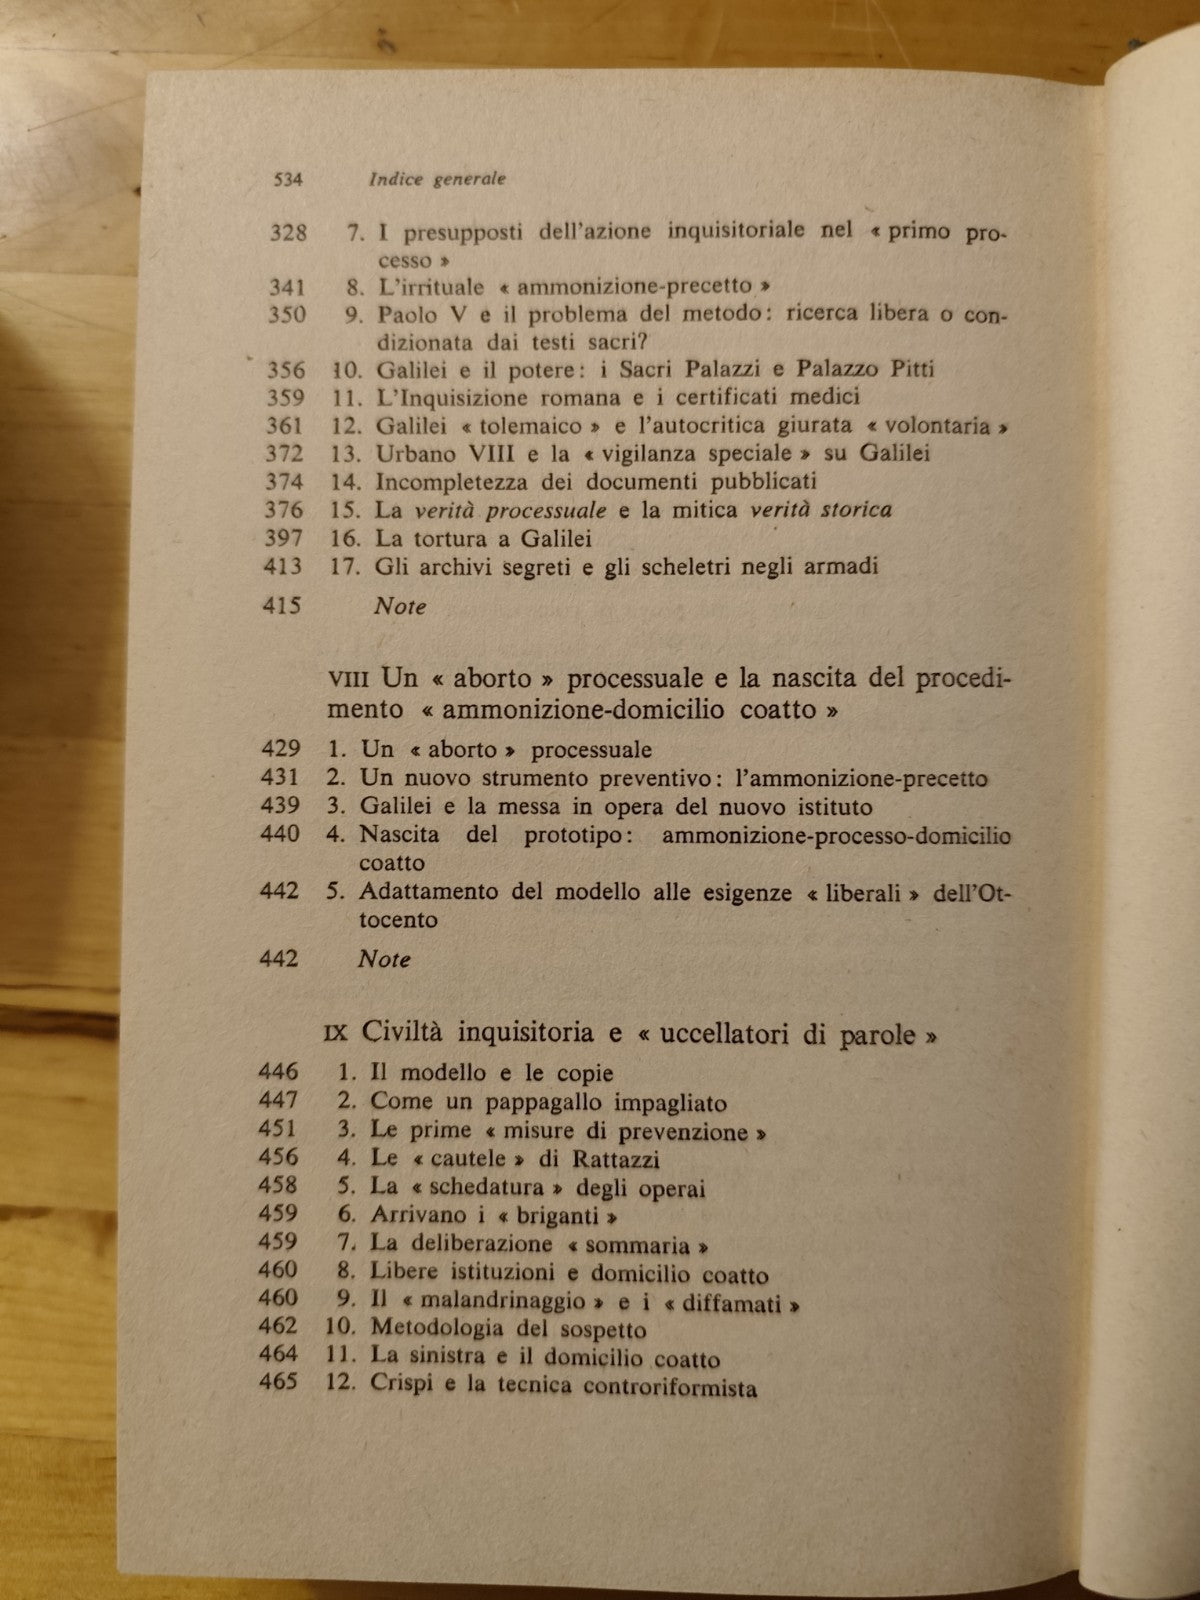 534 Indice generale
328 7. I presupposti dell'azione inquisitoriale nel « primo pro-
cesso »
341 8. L'irrituale « ammonizione-precetto »
350 9. Paolo V e il problema del metodo: ricerca libera o con-
dizionata dai testi sacri?
356 10. Galilei e il potere: i Sacri Palazzi e Palazzo Pitti
359 11. L'Inquisizione romana e i certificati medici
361 12. Galilei « tolemaico » e l'autocritica giurata « volontaria »
372 13. Urbano VIII e la « vigilanza speciale » su Galilei
374 14. Incompletezza dei documenti pubblicati
376 15. La verità processuale e la mitica verità storica
397 16. La tortura a Galilei
413 17. Gli archivi segreti e gli scheletri negli armadi
415 Note
VIII Un « aborto » processuale e la nascita del procedi-
mento « ammonizione-domicilio coatto »
429 1. Un « aborto » processuale
431 2. Un nuovo strumento preventivo: l'ammonizione-precetto
439 3. Galilei e la messa in opera del nuovo istituto
440 4. Nascita del prototipo: ammonizione-processo-domicilio
coatto
442 5. Adattamento del modello alle esigenze « liberali » dell'Ot-
tocento
442 Note
IX Civiltà inquisitoria e « uccellatori di parole »
446 1. Il modello e le copie
447 2. Come un pappagallo impagliato
451 3. Le prime « misure di prevenzione »
456 4. Le « cautele » di Rattazzi
458 5. La « schedatura » degli operai
459 6. Arrivano i « briganti »
459 7. La deliberazione « sommaria »
460 8. Libere istituzioni e domicilio coatto
460 9. Il « malandrinaggio » e i « diffamati »
462 10. Metodologia del sospetto
464 11. La sinistra e il domicilio coatto
465 12. Crispi e la tecnica controriformista